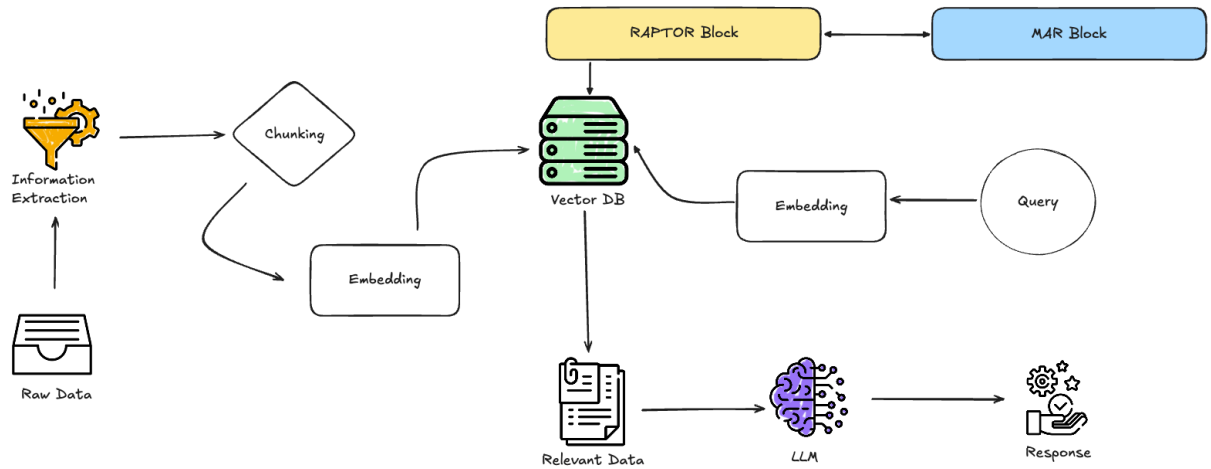 RAPTOR Block
MAR Block
Chunking
Information
Extraction
Vector DB
Embedding
Query
Embedding
Raw Data
Relevant Data
LLM
Response